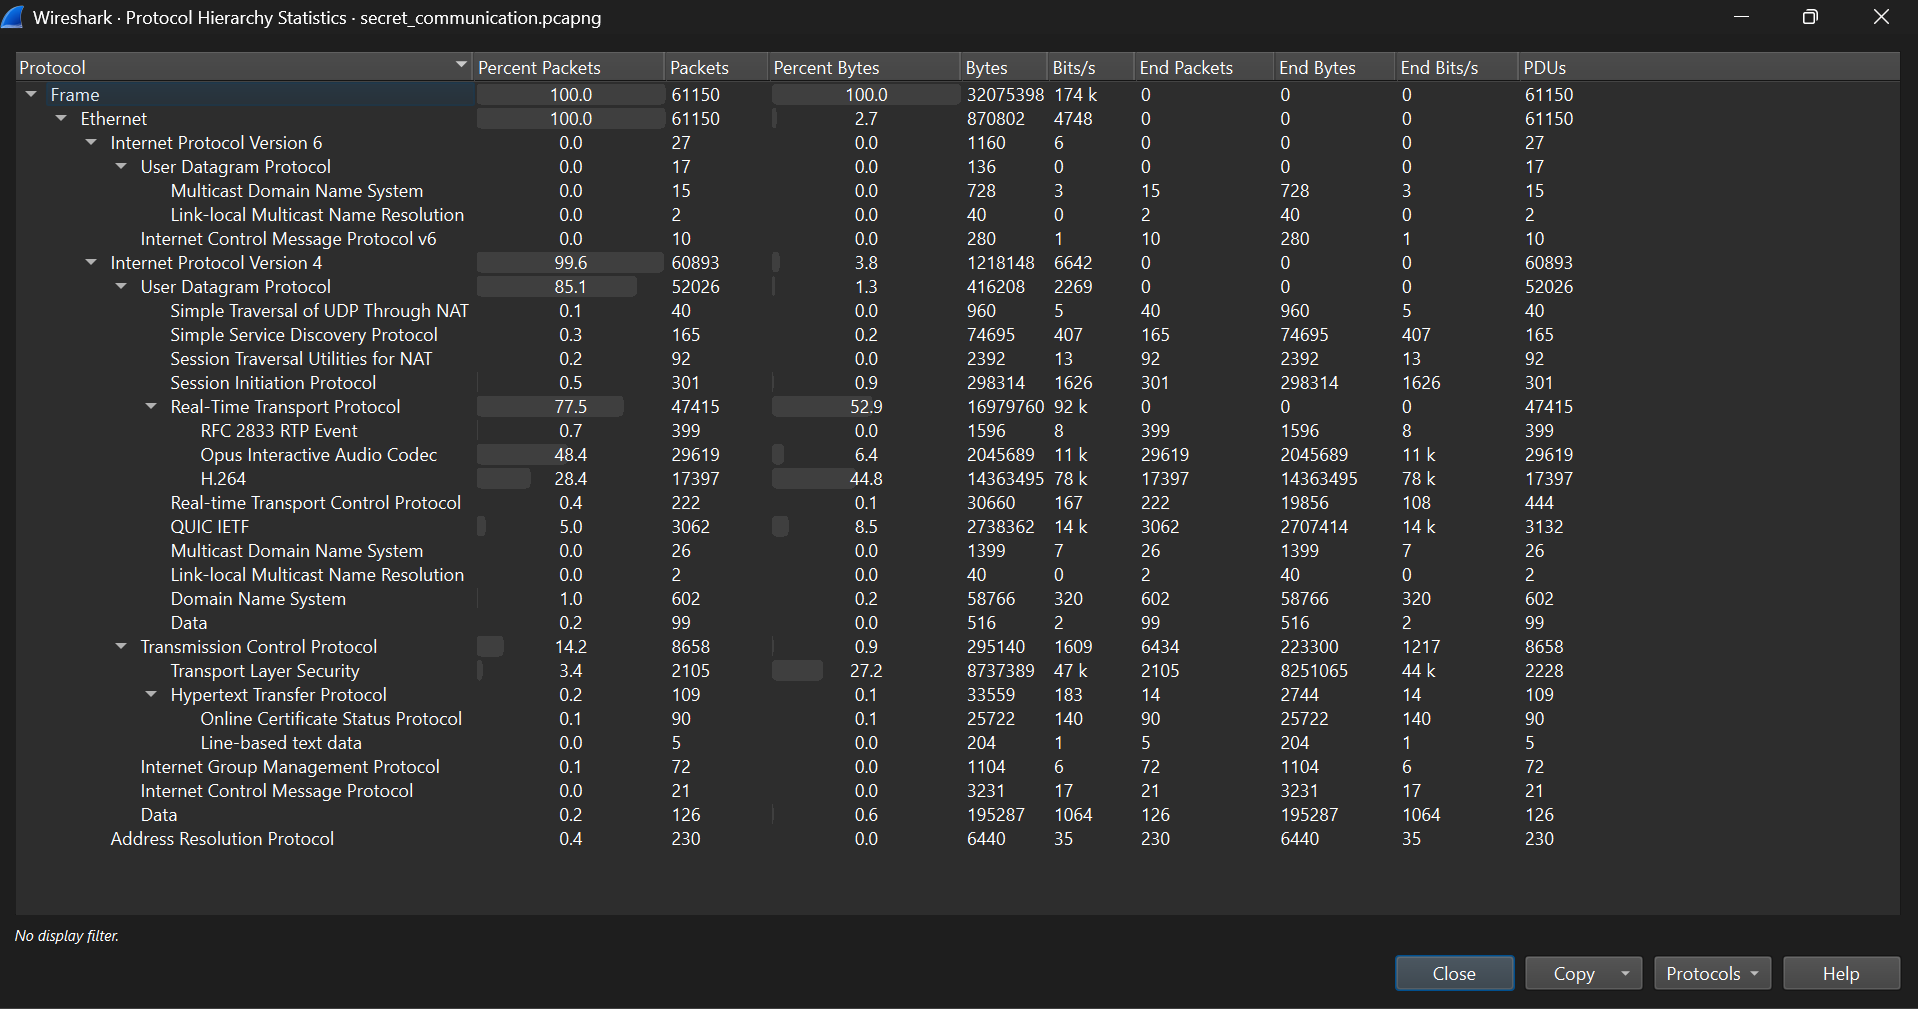 Wireshark · Protocol Hierarchy Statistics · secret_communication.pcapng
Protocol Percent Packets Packets Percent Bytes Bytes Bits/s End Packets End Bytes End Bits/s PDUs
Frame 100.0 61150 100.0 32075398 174 k 0 0 0 61150
Ethernet 100.0 61150 2.7 870802 4748 0 0 0 61150
Internet Protocol Version 6 0.0 27 0.0 1160 6 0 0 0 27
User Datagram Protocol 0.0 17 0.0 136 0 0 0 0 17
Multicast Domain Name System 0.0 15 0.0 728 3 15 728 3 15
Link-local Multicast Name Resolution 0.0 2 0.0 40 0 2 40 0 2
Internet Control Message Protocol v6 0.0 10 0.0 280 1 10 280 1 10
Internet Protocol Version 4 99.6 60893 3.8 1218148 6642 0 0 0 60893
User Datagram Protocol 85.1 52026 1.3 416208 2269 0 0 0 52026
Simple Traversal of UDP Through NAT 0.1 40 0.0 960 5 40 960 5 40
Simple Service Discovery Protocol 0.3 165 0.2 74695 407 165 74695 407 165
Session Traversal Utilities for NAT 0.2 92 0.0 2392 13 92 2392 13 92
Session Initiation Protocol 0.5 301 0.9 298314 1626 301 298314 1626 301
Real-Time Transport Protocol 77.5 47415 52.9 16979760 92 k 0 0 0 47415
RFC 2833 RTP Event 0.7 399 0.0 1596 8 399 1596 8 399
Opus Interactive Audio Codec 48.4 29619 6.4 2045689 11 k 29619 2045689 11 k 29619
H.264 28.4 17397 44.8 14363495 78 k 17397 14363495 78 k 17397
Real-time Transport Control Protocol 0.4 222 0.1 30660 167 222 19856 108 444
QUIC IETF 5.0 3062 8.5 2738362 14 k 3062 2707414 14 k 3132
Multicast Domain Name System 0.0 26 0.0 1399 7 26 1399 7 26
Link-local Multicast Name Resolution 0.0 2 0.0 40 0 2 40 0 2
Domain Name System 1.0 602 0.2 58766 320 602 58766 320 602
Data 0.2 99 0.0 516 2 99 516 2 99
Transmission Control Protocol 14.2 8658 0.9 295140 1609 6434 223300 1217 8658
Transport Layer Security 3.4 2105 27.2 8737389 47 k 2105 8251065 44 k 2228
Hypertext Transfer Protocol 0.2 109 0.1 33559 183 14 2744 14 109
Online Certificate Status Protocol 0.1 90 0.1 25722 140 90 25722 140 90
Line-based text data 0.0 5 0.0 204 1 5 204 1 5
Internet Group Management Protocol 0.1 72 0.0 1104 6 72 1104 6 72
Internet Control Message Protocol 0.0 21 0.0 3231 17 21 3231 17 21
Data 0.2 126 0.6 195287 1064 126 195287 1064 126
Address Resolution Protocol 0.4 230 0.0 6440 35 230 6440 35 230
No display filter.
Close Copy Protocols Help